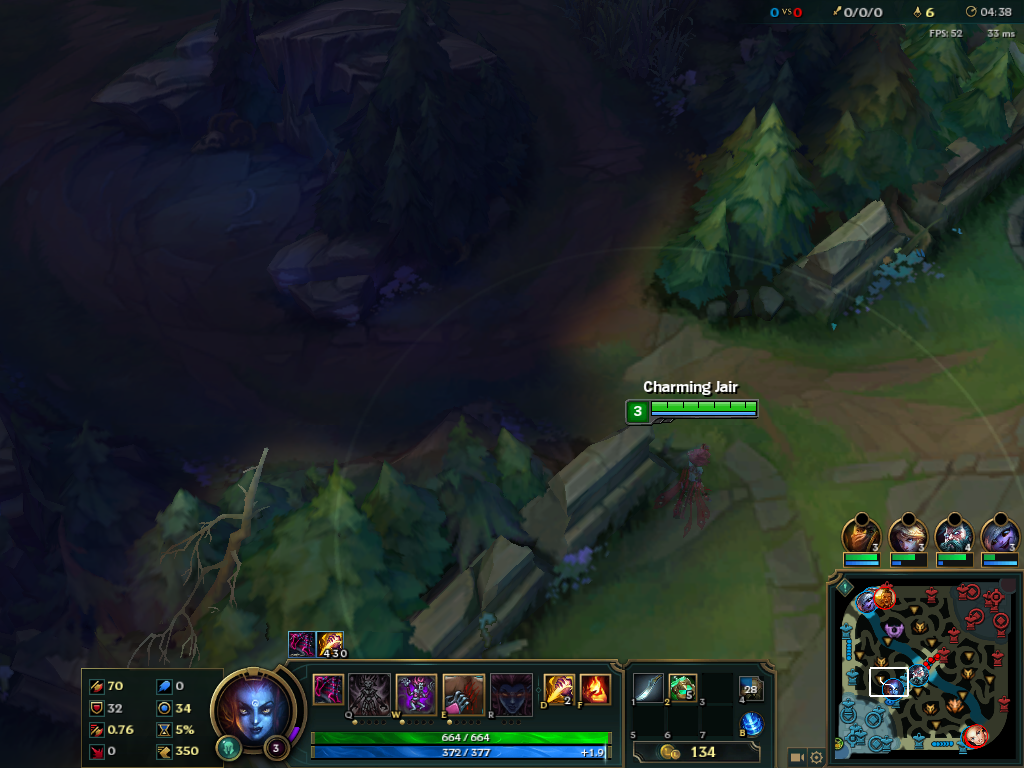 0 vs 0 0/0/0 6 04:38
FPS: 52 33 ms
Charming Jair
3
3 3 4 3
430
70 0
32 34
0.76 5%
0 350
3
Q W E R D 2 F
664 / 664
372 / 377 +1.9
1 2 5 3 28 4
5 6 7 B
134